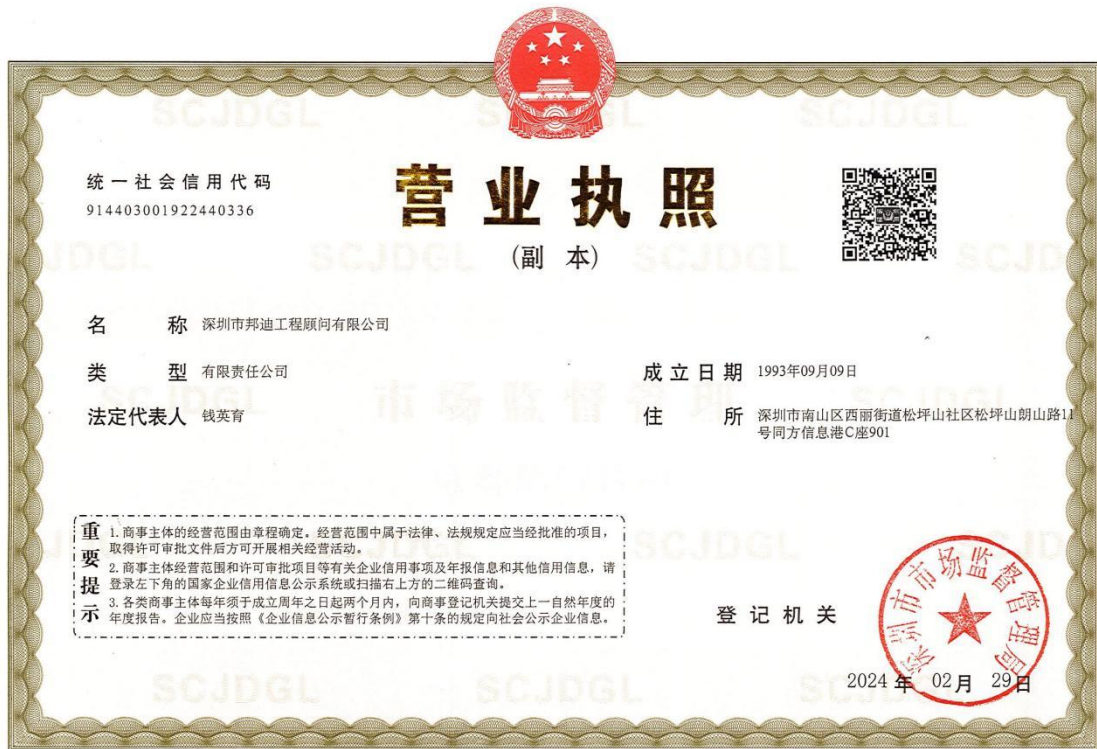 统一社会信用代码
914403001922440336
营业执照
(副 本)
名 称 深圳市邦迪工程顾问有限公司
类 型 有限责任公司
成立日期 1993年09月09日
法定代表人 钱英育
住 所 深圳市南山区西丽街道松坪山社区松坪山朗山路11
号同方信息港C座901
重要提示
1.商事主体的经营范围由章程确定。经营范围中属于法律、法规规定应当经批准的项目，
取得许可审批文件后方可开展相关经营活动。
2.商事主体经营范围和许可审批项目等有关企业信用事项及年报信息和其他信用信息，请
登录左下角的国家企业信用信息公示系统或扫描右上方的二维码查询。
3.各类商事主体每年须于成立周年之日起两个月内，向商事登记机关提交上一自然年度的
年度报告。企业应当按照《企业信息公示暂行条例》第十条的规定向社会公示企业信息。
登记机关
深圳市市场监督管理局
2024年 02月 29日
SCJDGL
市场监督管理